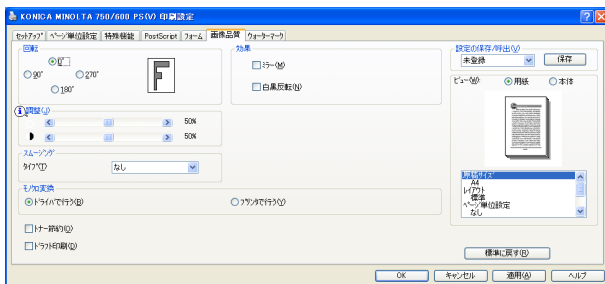 KONICA MINOLTA 750/600 PS(V) 印刷設定
セットアップ ページ単位設定 特殊機能 PostScript フォーム 画像品質 ウォーターマーク
回転
0°
90° 270°
180°
効果
ミラー(M)
白黒反転(N)
設定の保存/呼出(V)
未登録 保存
ビュー(W) 用紙 本体
調整(J)
50%
50%
スムージング
タイプ(T) なし
モノクロ変換
ドライバで行う(B) プリンタで行う(Y)
トナー節約(O)
ドラフト印刷(Q)
原稿サイズ
A4
レイアウト
標準
ページ単位設定
なし
標準に戻す(R)
OK キャンセル 適用(A) ヘルプ